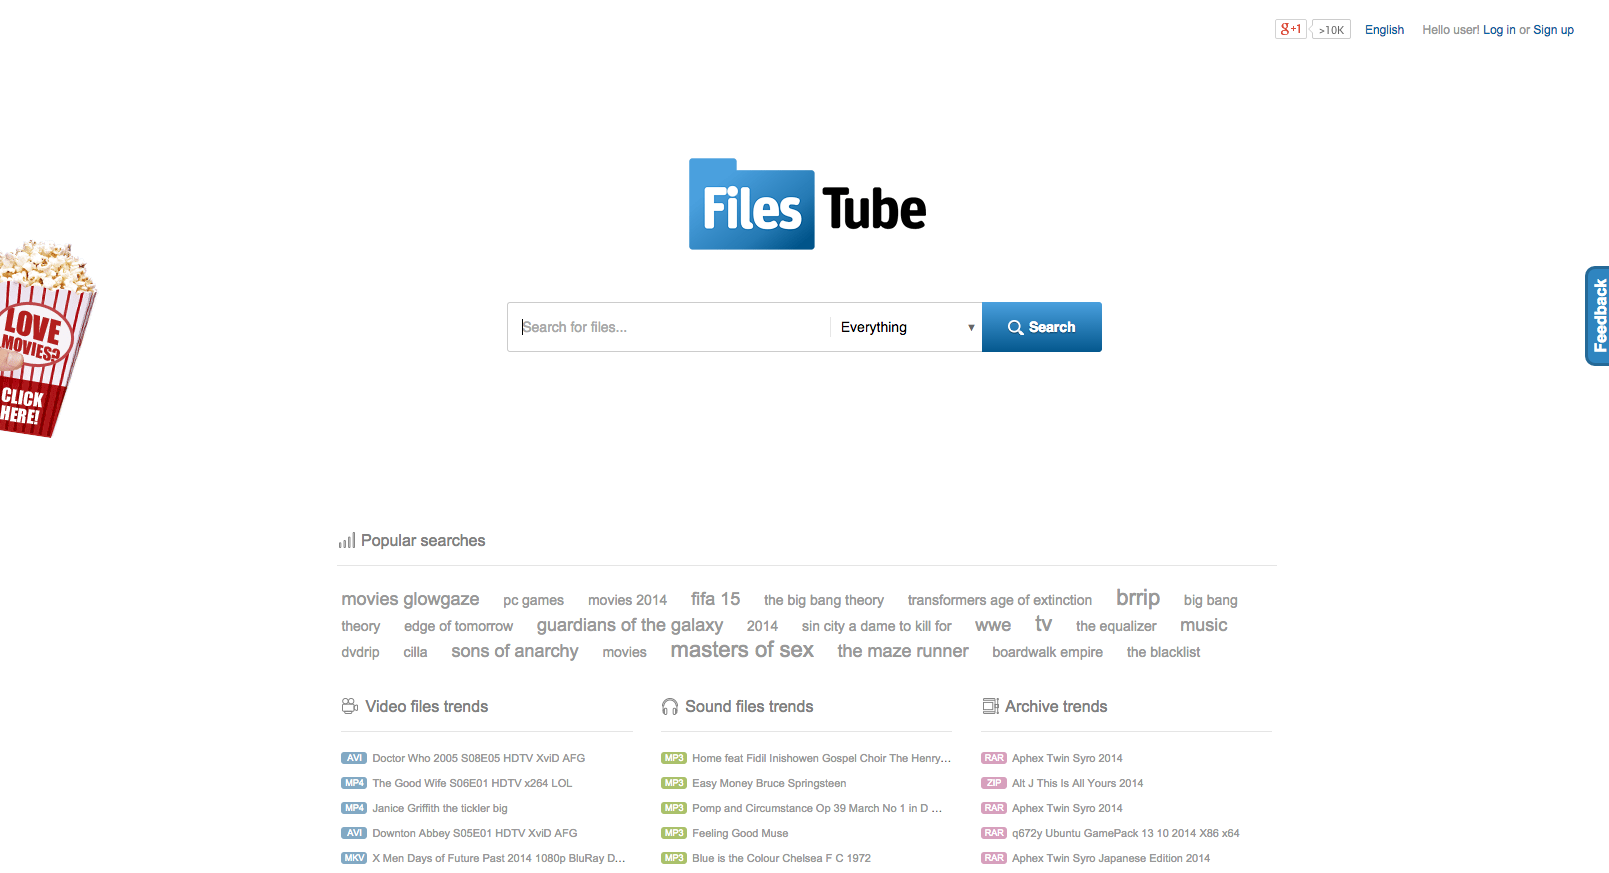 g+1 >10K English Hello user! Log in or Sign up
Files Tube
LOVE
MOVIES?
CLICK
HERE!
Search for files... Everything Search
Feedback
Popular searches
movies glowgaze pc games movies 2014 fifa 15 the big bang theory transformers age of extinction brrip big bang
theory edge of tomorrow guardians of the galaxy 2014 sin city a dame to kill for wwe tv the equalizer music
dvdrip cilla sons of anarchy movies masters of sex the maze runner boardwalk empire the blacklist
Video files trends
AVI Doctor Who 2005 S08E05 HDTV XviD AFG
MP4 The Good Wife S06E01 HDTV x264 LOL
MP4 Janice Griffith the tickler big
AVI Downton Abbey S05E01 HDTV XviD AFG
MKV X Men Days of Future Past 2014 1080p BluRay D...
Sound files trends
MP3 Home feat Fidil Inishowen Gospel Choir The Henry...
MP3 Easy Money Bruce Springsteen
MP3 Pomp and Circumstance Op 39 March No 1 in D ...
MP3 Feeling Good Muse
MP3 Blue is the Colour Chelsea F C 1972
Archive trends
RAR Aphex Twin Syro 2014
ZIP Alt J This Is All Yours 2014
RAR Aphex Twin Syro 2014
RAR q672y Ubuntu GamePack 13 10 2014 X86 x64
RAR Aphex Twin Syro Japanese Edition 2014